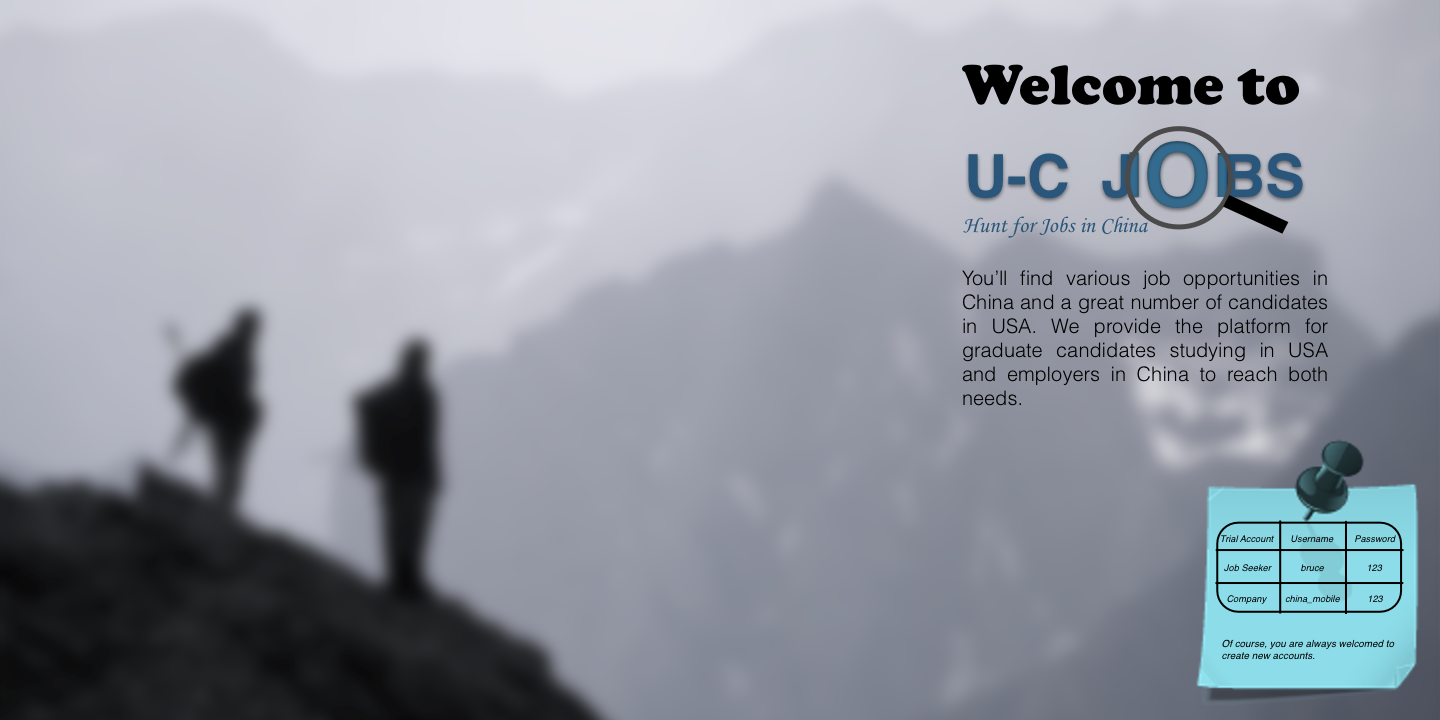 Welcome to
U-C JOBS
Hunt for Jobs in China
You'll find various job opportunities in
China and a great number of candidates
in USA. We provide the platform for
graduate candidates studying in USA
and employers in China to reach both
needs.
Trial Account Username Password
Job Seeker bruce 123
Company china_mobile 123
Of course, you are always welcomed to
create new accounts.